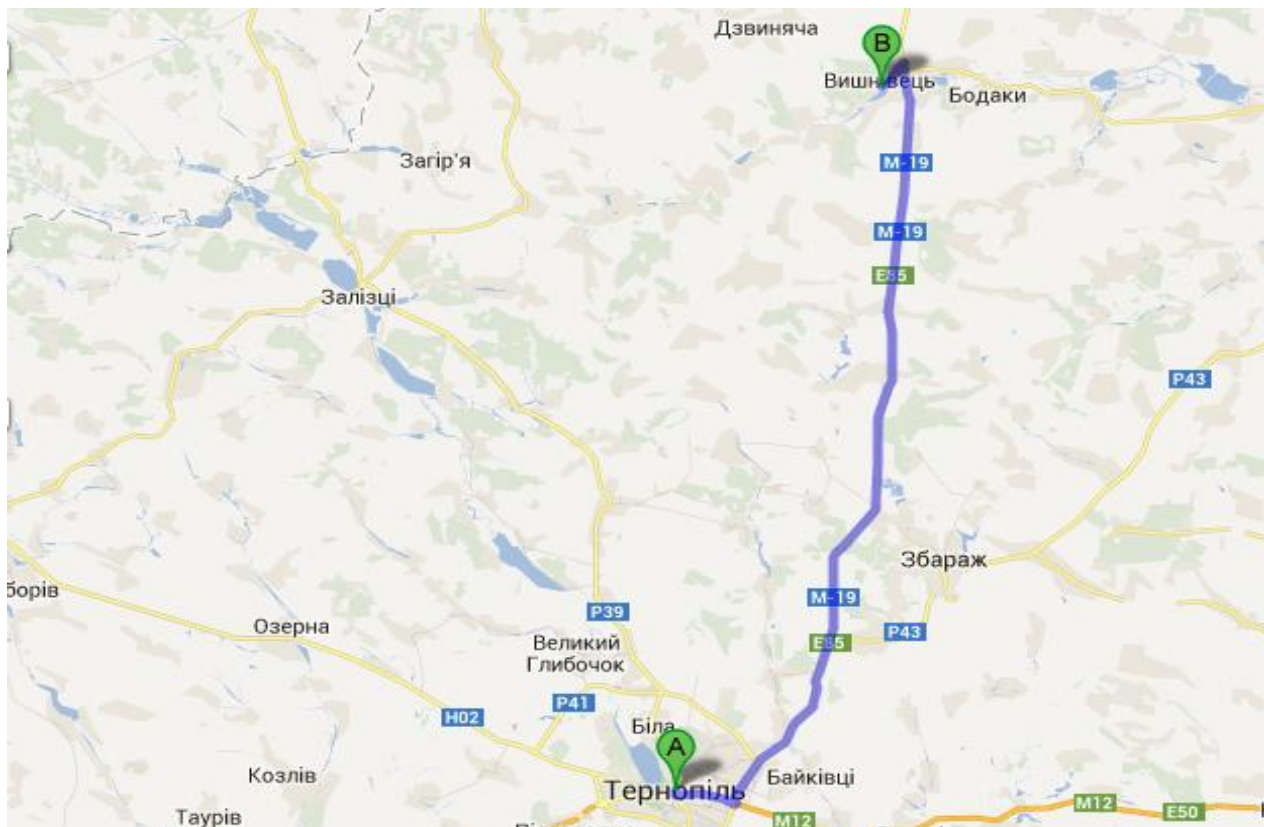 Дзвиняча
B
Вишнівець
Бодаки
Загір'я
М-19
М-19
E85
Залізці
P43
Збараж
М-19
борів
P39
Озерна
P43
E85
Великий
Глибочок
P41
H02
Біла
A
Козлів
Тернопіль
Байківці
M12
E50
Таурів
M12